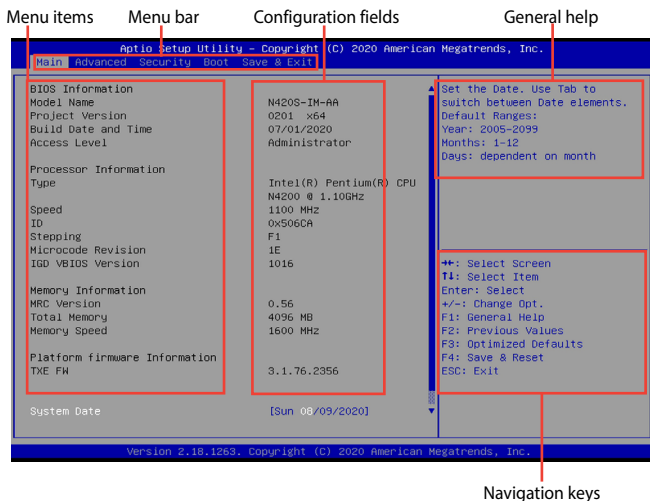 Menu items Menu bar Configuration fields General help
Aptio Setup Utility – Copyright (C) 2020 American Megatrends, Inc.
Main Advanced Security Boot Save & Exit
BIOS Information
Model Name N420S-IM-AA
Project Version 0201 x64
Build Date and Time 07/01/2020
Access Level Administrator
Processor Information
Type Intel(R) Pentium(R) CPU
N4200 @ 1.10GHz
Speed 1100 MHz
ID 0x506CA
Stepping F1
Microcode Revision 1E
IGD VBIOS Version 1016
Memory Information
MRC Version 0.56
Total Memory 4096 MB
Memory Speed 1600 MHz
Platform firmware Information
TXE FW 3.1.76.2356
System Date [Sun 08/09/2020]
Set the Date. Use Tab to
switch between Date elements.
Default Ranges:
Year: 2005-2099
Months: 1-12
Days: dependent on month
→←: Select Screen
↑↓: Select Item
Enter: Select
+/-: Change Opt.
F1: General Help
F2: Previous Values
F3: Optimized Defaults
F4: Save & Reset
ESC: Exit
Version 2.18.1263. Copyright (C) 2020 American Megatrends, Inc.
Navigation keys